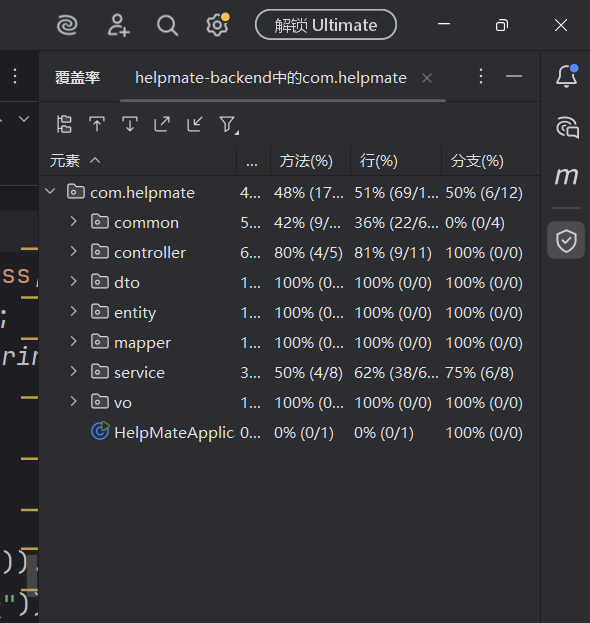 解锁 Ultimate
覆盖率 helpmate-backend中的com.helpmate
元素 ... 方法(%) 行(%) 分支(%)
com.helpmate 4... 48% (17... 51% (69/1... 50% (6/12)
common 5... 42% (9/... 36% (22/6... 0% (0/4)
controller 6... 80% (4/5) 81% (9/11) 100% (0/0)
dto 1... 100% (0... 100% (0/0) 100% (0/0)
entity 1... 100% (0... 100% (0/0) 100% (0/0)
mapper 1... 100% (0... 100% (0/0) 100% (0/0)
service 3... 50% (4/8) 62% (38/6... 75% (6/8)
vo 1... 100% (0... 100% (0/0) 100% (0/0)
HelpMateApplic 0... 0% (0/1) 0% (0/1) 100% (0/0)
m
ss,
;
rin
)).
"))